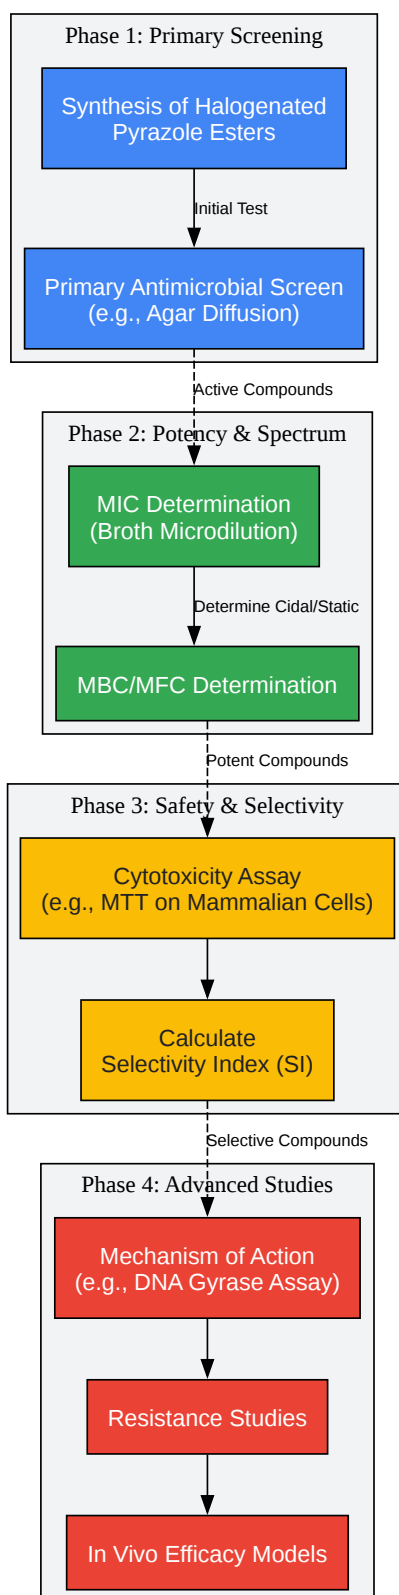 Phase 1: Primary Screening
Synthesis of Halogenated
Pyrazole Esters
Initial Test
Primary Antimicrobial Screen
(e.g., Agar Diffusion)
Active Compounds
Phase 2: Potency & Spectrum
MIC Determination
(Broth Microdilution)
Determine Cidal/Static
MBC/MFC Determination
Potent Compounds
Phase 3: Safety & Selectivity
Cytotoxicity Assay
(e.g., MTT on Mammalian Cells)
Calculate
Selectivity Index (SI)
Selective Compounds
Phase 4: Advanced Studies
Mechanism of Action
(e.g., DNA Gyrase Assay)
Resistance Studies
In Vivo Efficacy Models